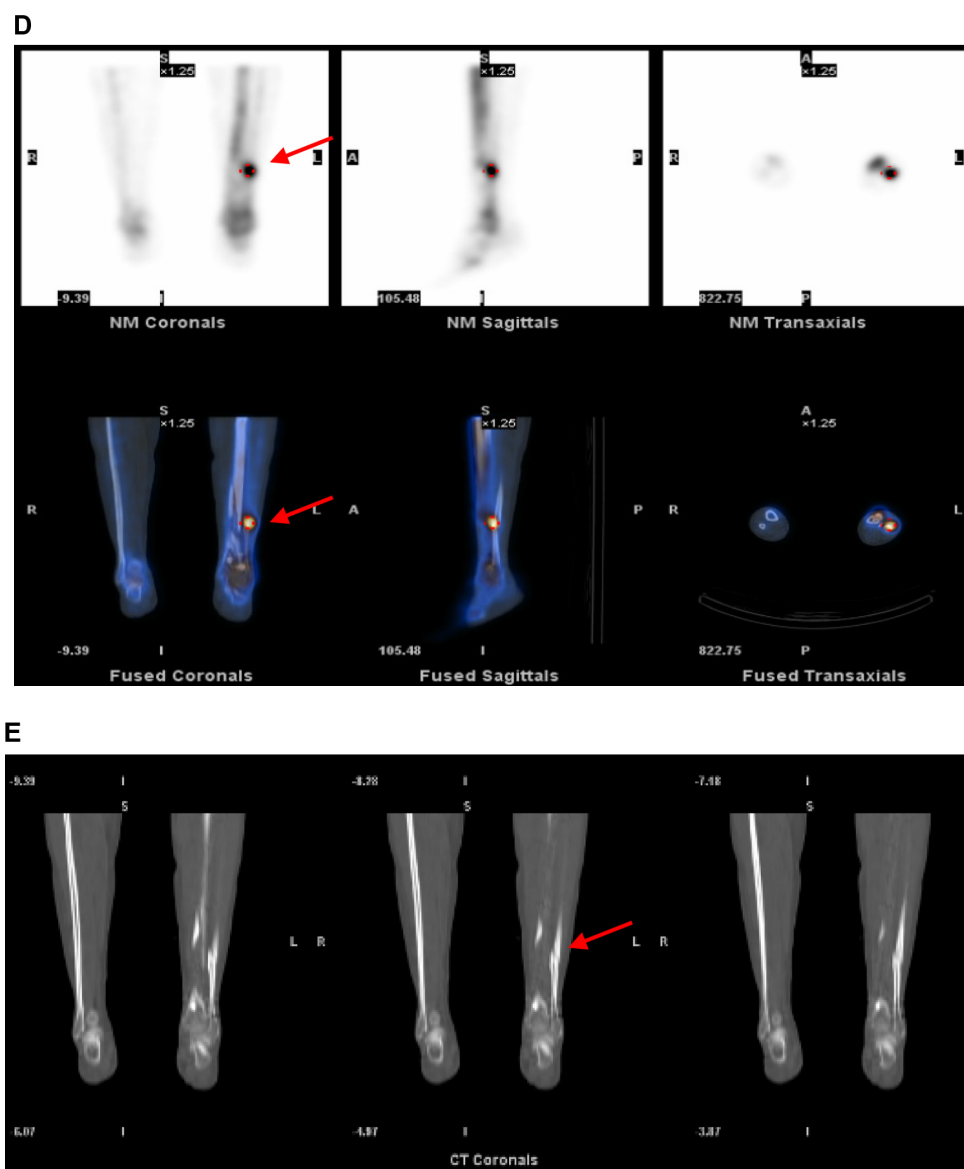 D
S S A
×1.25 ×1.25 ×1.25
R L A P R L
-9.39 I 105.48 I 822.75 P
NM Coronals NM Sagittals NM Transaxials
S S A
×1.25 ×1.25 ×1.25
R L A P R L
-9.39 I 105.48 I 822.75 P
Fused Coronals Fused Sagittals Fused Transaxials
E
-9.39 I -8.28 I -7.18 I
S S S
L R L R
-6.07 I -4.97 I -3.87 I
CT Coronals